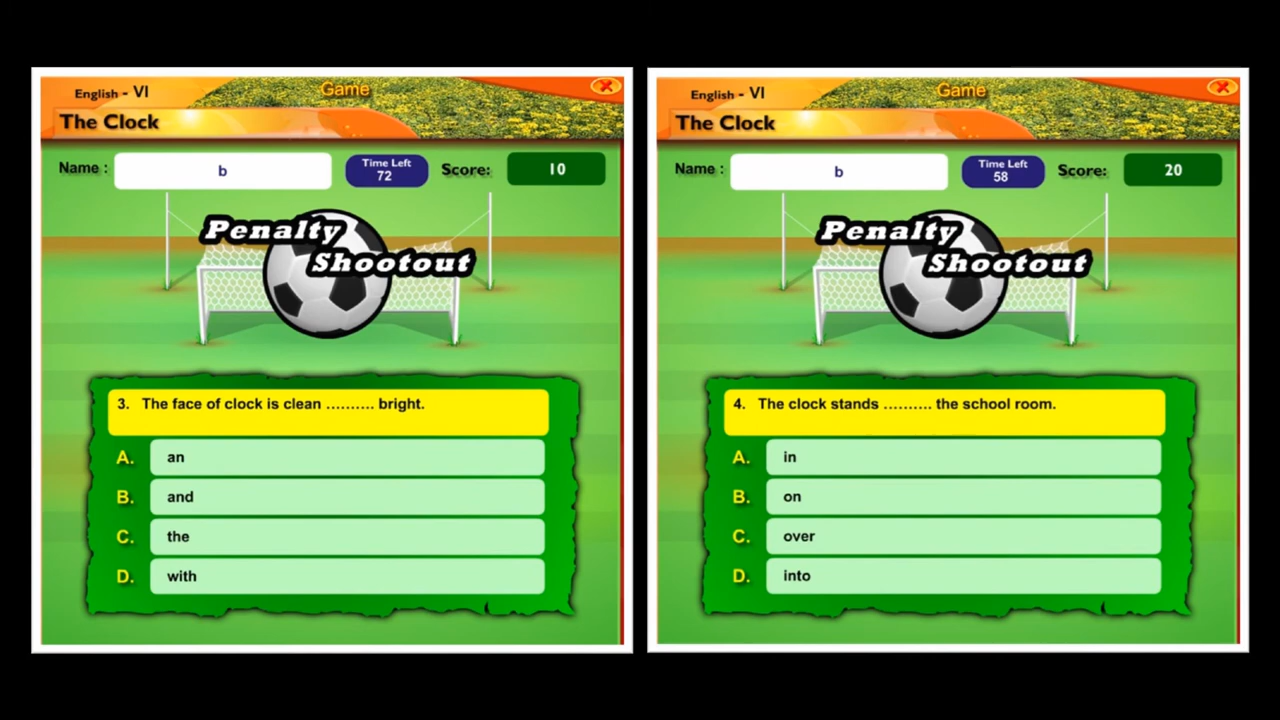 English - VI
Game
The Clock
Name :
b
Time Left
72
Score:
10
Penalty
Shootout
3. The face of clock is clean .......... bright.
A. an
B. and
C. the
D. with
English - VI
Game
The Clock
Name :
b
Time Left
58
Score:
20
Penalty
Shootout
4. The clock stands .......... the school room.
A. in
B. on
C. over
D. into